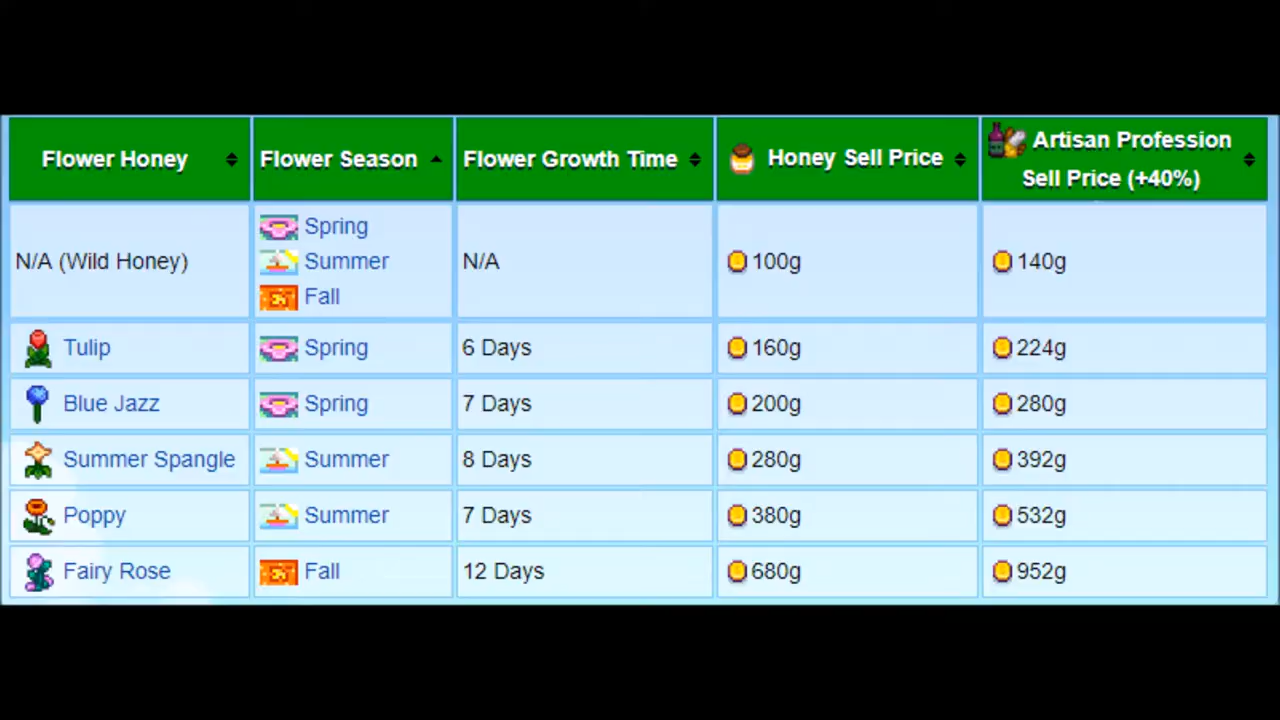 Flower Honey
Flower Season
Flower Growth Time
Honey Sell Price
Artisan Profession
Sell Price (+40%)
N/A (Wild Honey)
Spring
Summer
Fall
N/A
100g
140g
Tulip
Spring
6 Days
160g
224g
Blue Jazz
Spring
7 Days
200g
280g
Summer Spangle
Summer
8 Days
280g
392g
Poppy
Summer
7 Days
380g
532g
Fairy Rose
Fall
12 Days
680g
952g